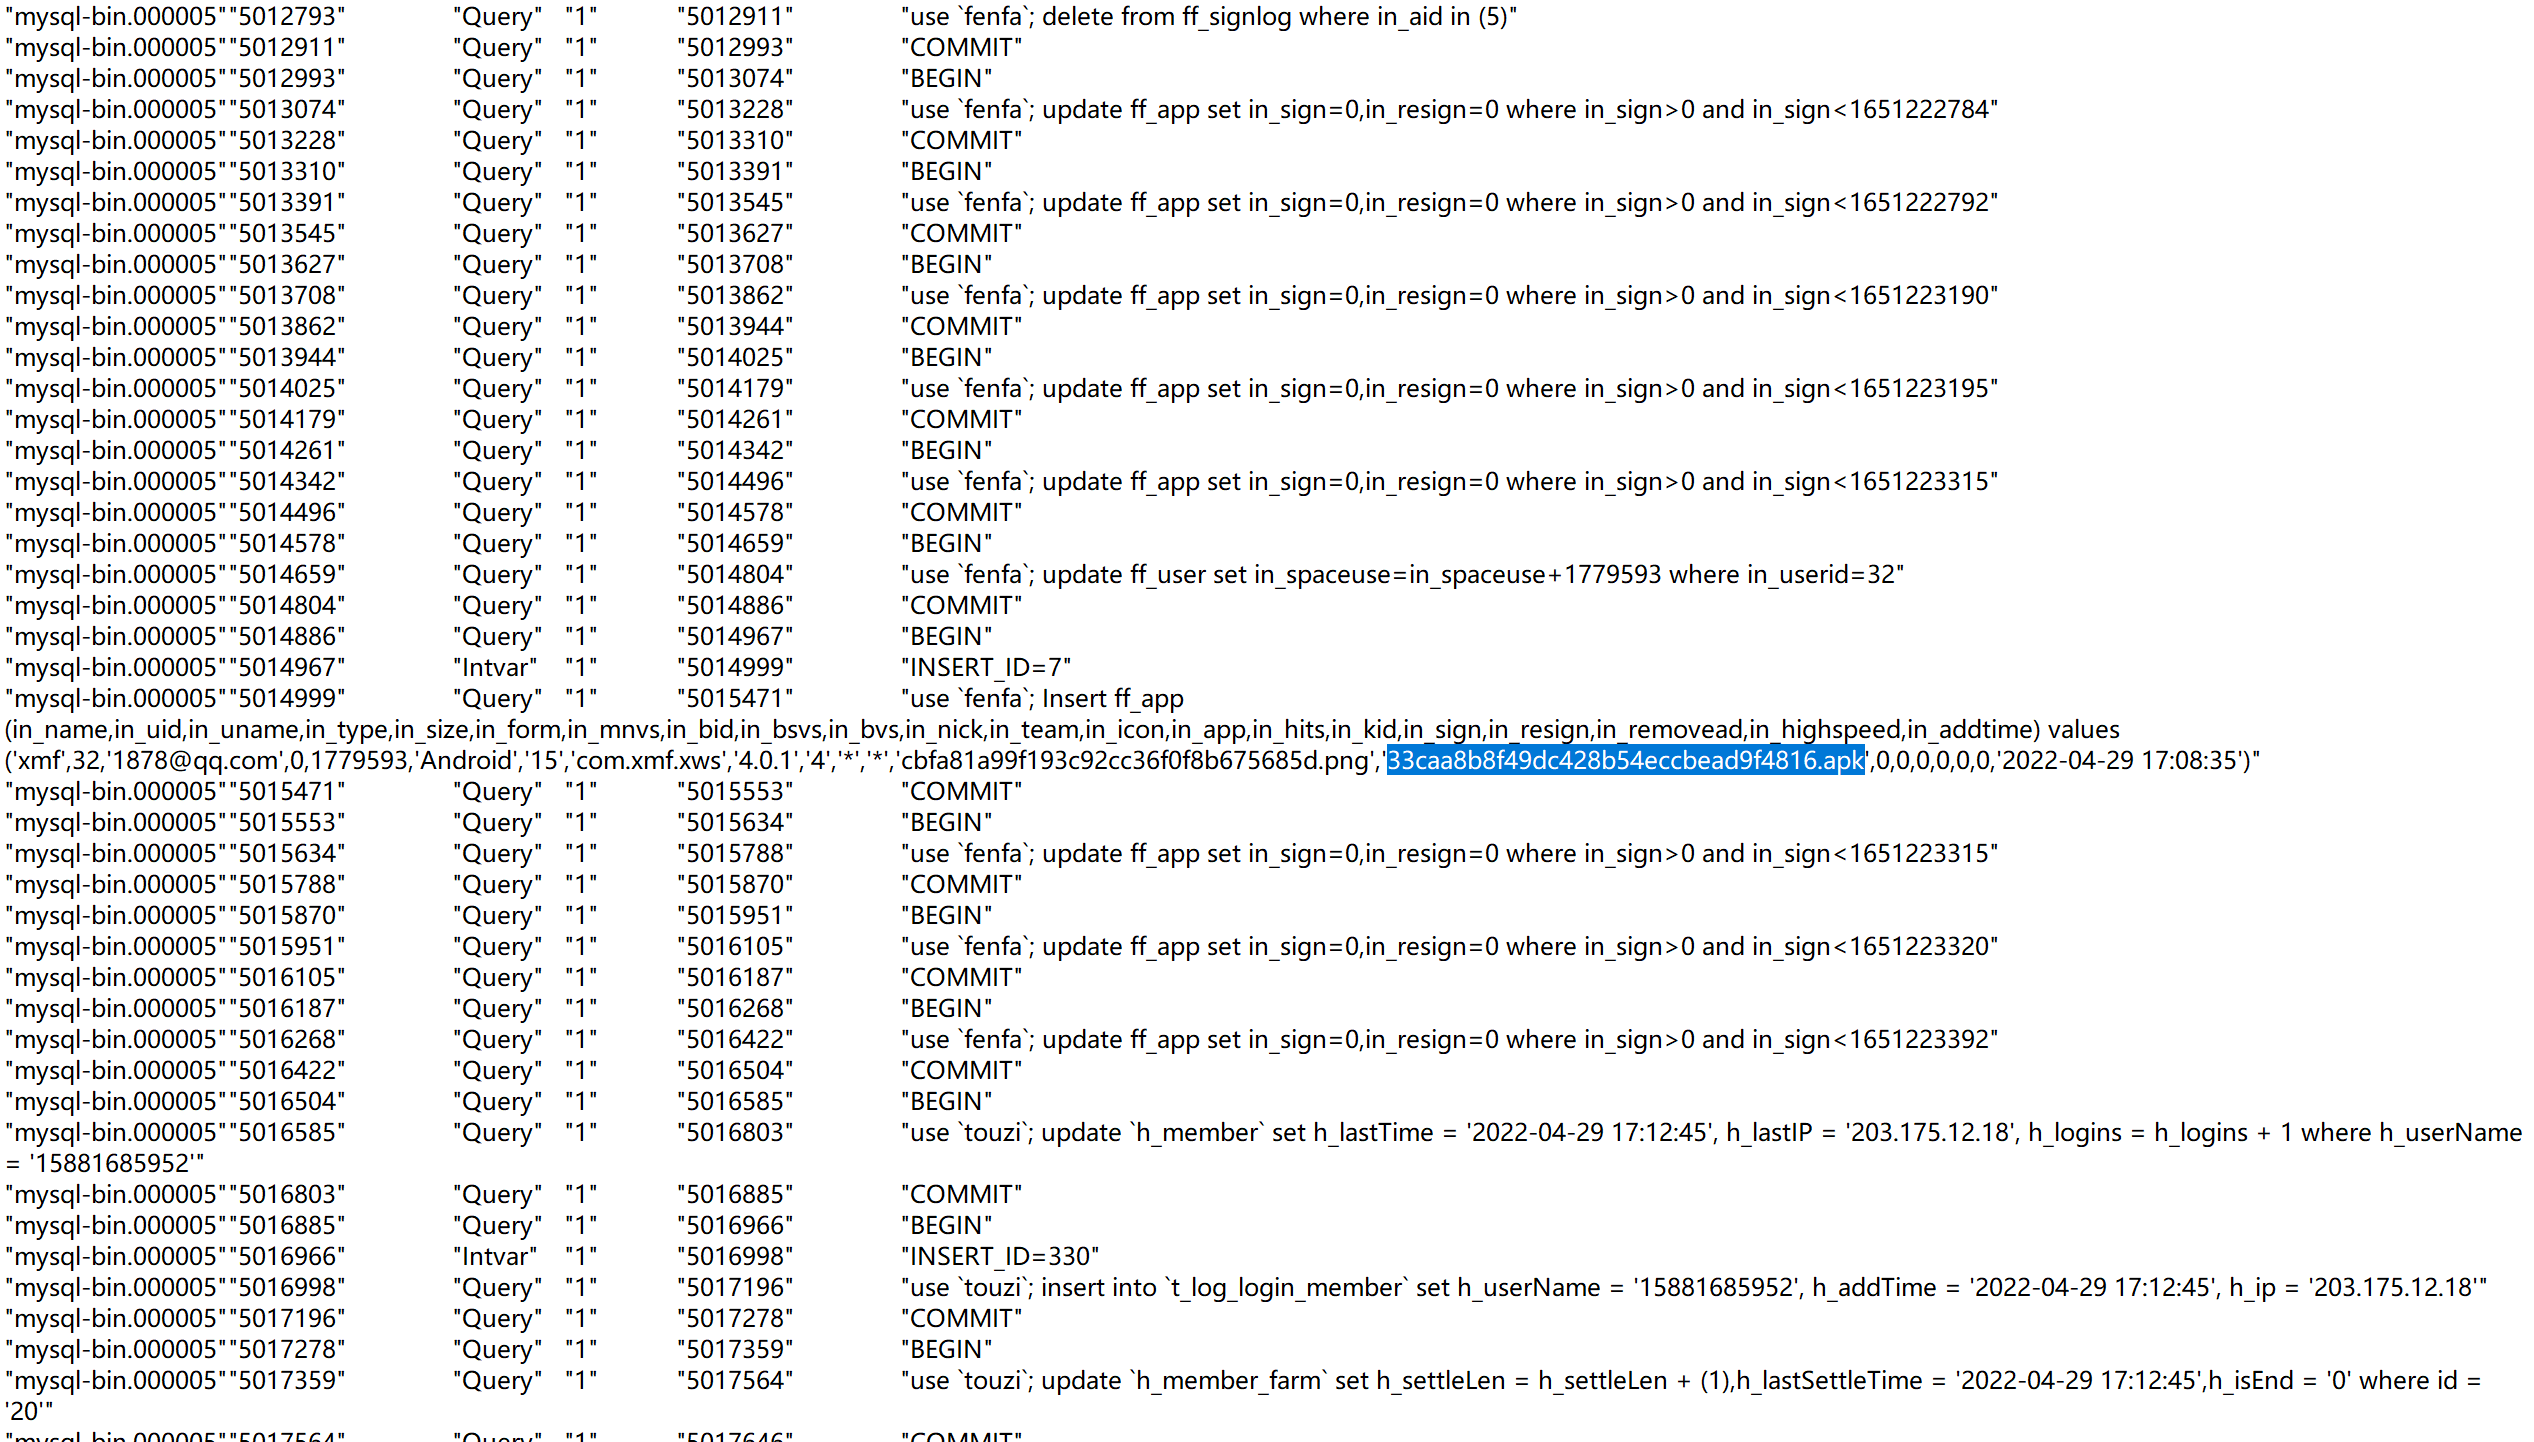 "mysql-bin.000005""5012793" "Query" "1" "5012911" "use `fenfa`; delete from ff_signlog where in_aid in (5)"
"mysql-bin.000005""5012911" "Query" "1" "5012993" "COMMIT"
"mysql-bin.000005""5012993" "Query" "1" "5013074" "BEGIN"
"mysql-bin.000005""5013074" "Query" "1" "5013228" "use `fenfa`; update ff_app set in_sign=0,in_resign=0 where in_sign>0 and in_sign<1651222784"
"mysql-bin.000005""5013228" "Query" "1" "5013310" "COMMIT"
"mysql-bin.000005""5013310" "Query" "1" "5013391" "BEGIN"
"mysql-bin.000005""5013391" "Query" "1" "5013545" "use `fenfa`; update ff_app set in_sign=0,in_resign=0 where in_sign>0 and in_sign<1651222792"
"mysql-bin.000005""5013545" "Query" "1" "5013627" "COMMIT"
"mysql-bin.000005""5013627" "Query" "1" "5013708" "BEGIN"
"mysql-bin.000005""5013708" "Query" "1" "5013862" "use `fenfa`; update ff_app set in_sign=0,in_resign=0 where in_sign>0 and in_sign<1651223190"
"mysql-bin.000005""5013862" "Query" "1" "5013944" "COMMIT"
"mysql-bin.000005""5013944" "Query" "1" "5014025" "BEGIN"
"mysql-bin.000005""5014025" "Query" "1" "5014179" "use `fenfa`; update ff_app set in_sign=0,in_resign=0 where in_sign>0 and in_sign<1651223195"
"mysql-bin.000005""5014179" "Query" "1" "5014261" "COMMIT"
"mysql-bin.000005""5014261" "Query" "1" "5014342" "BEGIN"
"mysql-bin.000005""5014342" "Query" "1" "5014496" "use `fenfa`; update ff_app set in_sign=0,in_resign=0 where in_sign>0 and in_sign<1651223315"
"mysql-bin.000005""5014496" "Query" "1" "5014578" "COMMIT"
"mysql-bin.000005""5014578" "Query" "1" "5014659" "BEGIN"
"mysql-bin.000005""5014659" "Query" "1" "5014804" "use `fenfa`; update ff_user set in_spaceuse=in_spaceuse+1779593 where in_userid=32"
"mysql-bin.000005""5014804" "Query" "1" "5014886" "COMMIT"
"mysql-bin.000005""5014886" "Query" "1" "5014967" "BEGIN"
"mysql-bin.000005""5014967" "Intvar" "1" "5014999" "INSERT_ID=7"
"mysql-bin.000005""5014999" "Query" "1" "5015471" "use `fenfa`; Insert ff_app
(in_name,in_uid,in_uname,in_type,in_size,in_form,in_mnvs,in_bid,in_bsvs,in_bvs,in_nick,in_team,in_icon,in_app,in_hits,in_kid,in_sign,in_resign,in_removead,in_highspeed,in_addtime) values
('xmf',32,'1878@qq.com',0,1779593,'Android','15','com.xmf.xws','4.0.1','4','*','*','cbfa81a99f193c92cc36f0f8b675685d.png','33caa8b8f49dc428b54eccbead9f4816.apk',0,0,0,0,0,0,'2022-04-29 17:08:35')"
"mysql-bin.000005""5015471" "Query" "1" "5015553" "COMMIT"
"mysql-bin.000005""5015553" "Query" "1" "5015634" "BEGIN"
"mysql-bin.000005""5015634" "Query" "1" "5015788" "use `fenfa`; update ff_app set in_sign=0,in_resign=0 where in_sign>0 and in_sign<1651223315"
"mysql-bin.000005""5015788" "Query" "1" "5015870" "COMMIT"
"mysql-bin.000005""5015870" "Query" "1" "5015951" "BEGIN"
"mysql-bin.000005""5015951" "Query" "1" "5016105" "use `fenfa`; update ff_app set in_sign=0,in_resign=0 where in_sign>0 and in_sign<1651223320"
"mysql-bin.000005""5016105" "Query" "1" "5016187" "COMMIT"
"mysql-bin.000005""5016187" "Query" "1" "5016268" "BEGIN"
"mysql-bin.000005""5016268" "Query" "1" "5016422" "use `fenfa`; update ff_app set in_sign=0,in_resign=0 where in_sign>0 and in_sign<1651223392"
"mysql-bin.000005""5016422" "Query" "1" "5016504" "COMMIT"
"mysql-bin.000005""5016504" "Query" "1" "5016585" "BEGIN"
"mysql-bin.000005""5016585" "Query" "1" "5016803" "use `touzi`; update `h_member` set h_lastTime = '2022-04-29 17:12:45', h_lastIP = '203.175.12.18', h_logins = h_logins + 1 where h_userName
= '15881685952'"
"mysql-bin.000005""5016803" "Query" "1" "5016885" "COMMIT"
"mysql-bin.000005""5016885" "Query" "1" "5016966" "BEGIN"
"mysql-bin.000005""5016966" "Intvar" "1" "5016998" "INSERT_ID=330"
"mysql-bin.000005""5016998" "Query" "1" "5017196" "use `touzi`; insert into `t_log_login_member` set h_userName = '15881685952', h_addTime = '2022-04-29 17:12:45', h_ip = '203.175.12.18'"
"mysql-bin.000005""5017196" "Query" "1" "5017278" "COMMIT"
"mysql-bin.000005""5017278" "Query" "1" "5017359" "BEGIN"
"mysql-bin.000005""5017359" "Query" "1" "5017564" "use `touzi`; update `h_member_farm` set h_settleLen = h_settleLen + (1),h_lastSettleTime = '2022-04-29 17:12:45',h_isEnd = '0' where id =
'20'"
"mysql-bin.000005""5017564" "Query" "1" "5017646" "COMMIT"